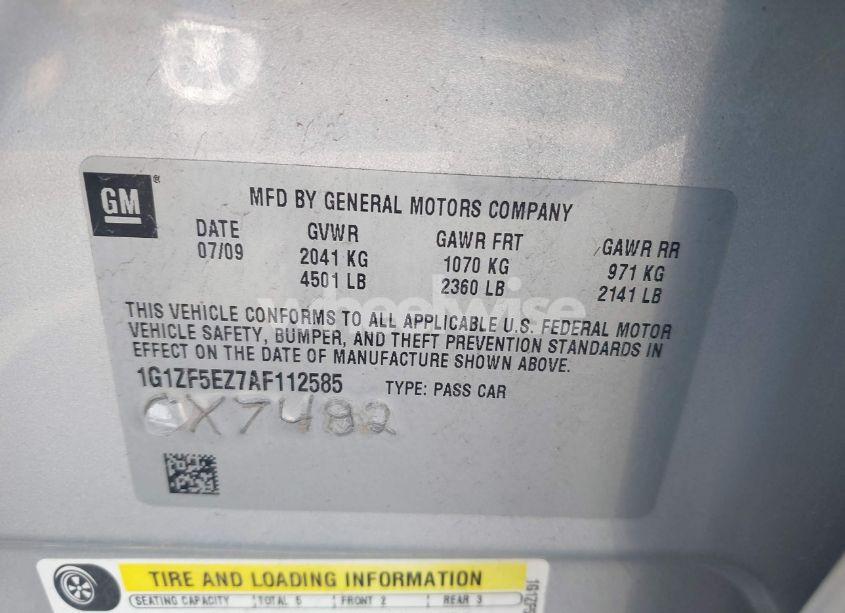 GM
®
MFD BY GENERAL MOTORS COMPANY
DATE GVWR GAWR FRT GAWR RR
07/09 2041 KG 1070 KG 971 KG
4501 LB 2360 LB 2141 LB
wheelwise
THIS VEHICLE CONFORMS TO ALL APPLICABLE U.S. FEDERAL MOTOR
VEHICLE SAFETY, BUMPER, AND THEFT PREVENTION STANDARDS IN
EFFECT ON THE DATE OF MANUFACTURE SHOWN ABOVE.
1G1ZF5EZ7AF112585 TYPE: PASS CAR
TIRE AND LOADING INFORMATION
SEATING CAPACITY TOTAL 5 FRONT 2 REAR 3